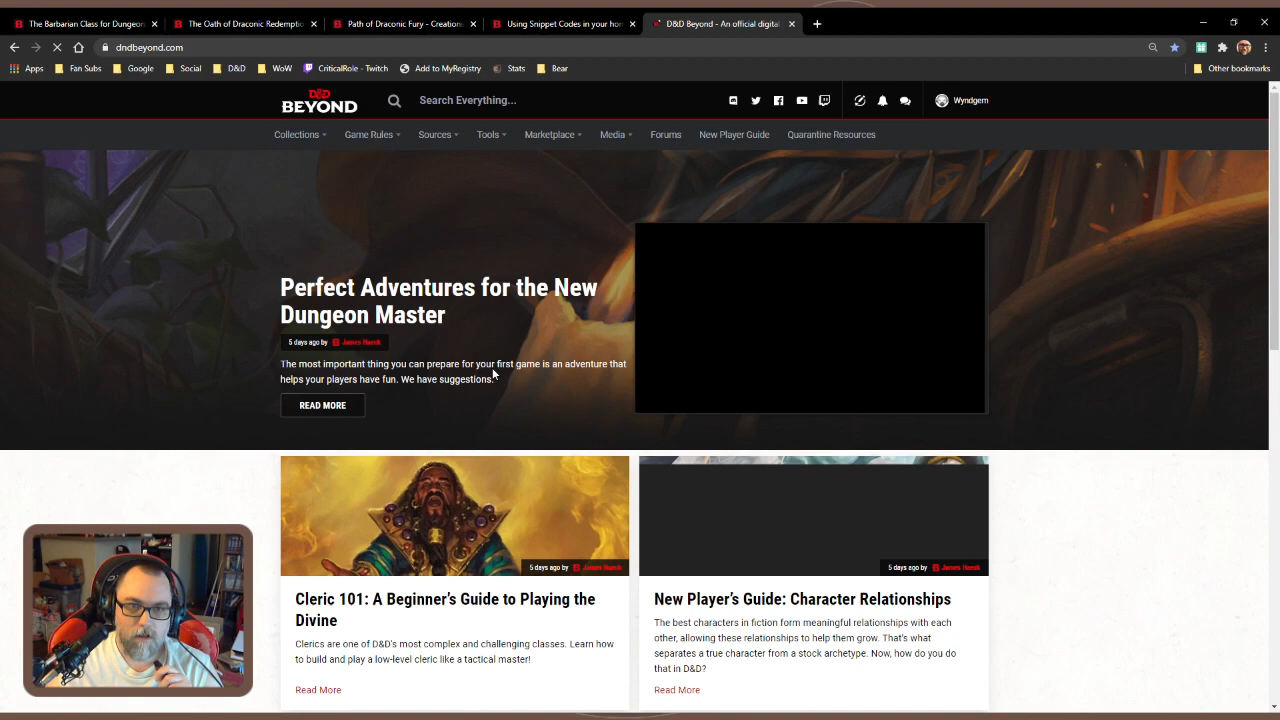 The Barbarian Class for Dungeon
The Oath of Draconic Redemptio
Path of Draconic Fury - Creations
Using Snippet Codes in your hom
D&D Beyond - An official digital
dndbeyond.com
Apps
Fan Subs
Google
Social
D&D
WoW
CriticalRole - Twitch
Add to MyRegistry
Stats
Bear
Other bookmarks
D&D
BEYOND
Search Everything...
Wyndgem
Collections
Game Rules
Sources
Tools
Marketplace
Media
Forums
New Player Guide
Quarantine Resources
Perfect Adventures for the New
Dungeon Master
5 days ago by James Haeck
The most important thing you can prepare for your first game is an adventure that
helps your players have fun. We have suggestions.
READ MORE
5 days ago by James Haeck
5 days ago by James Haeck
Cleric 101: A Beginner's Guide to Playing the
Divine
Clerics are one of D&D's most complex and challenging classes. Learn how
to build and play a low-level cleric like a tactical master!
Read More
New Player's Guide: Character Relationships
The best characters in fiction form meaningful relationships with each
other, allowing these relationships to help them grow. That's what
separates a true character from a stock archetype. Now, how do you do
that in D&D?
Read More